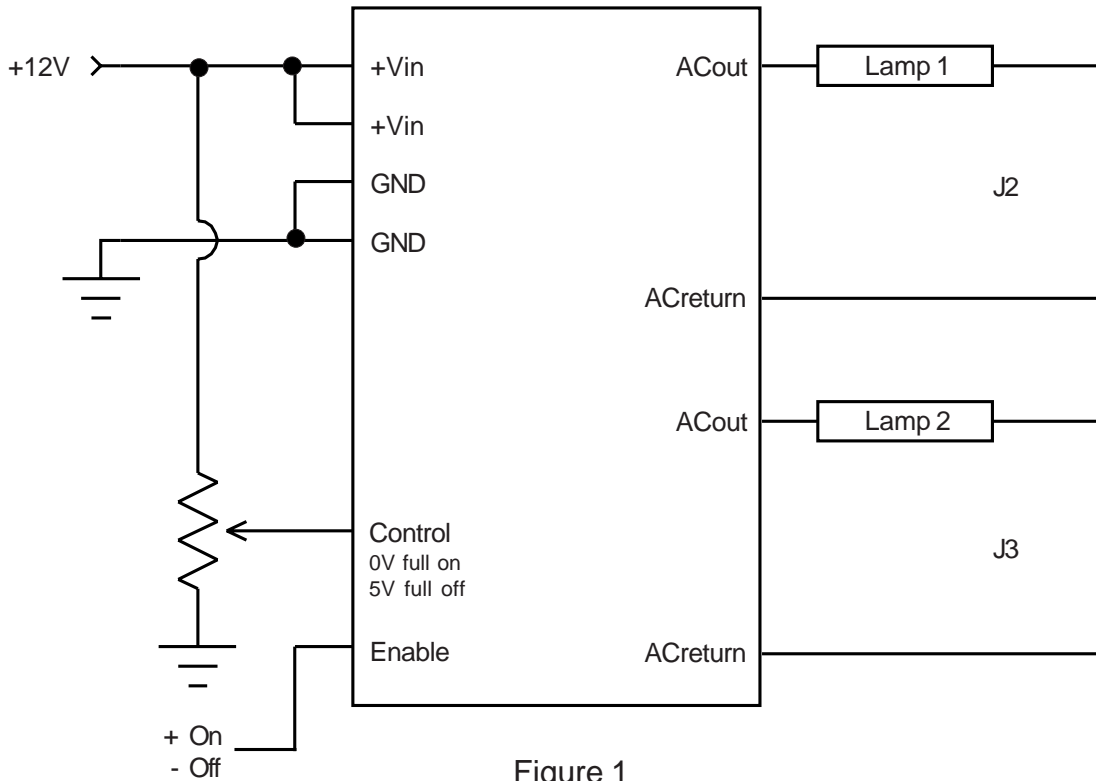 +12V
+Vin
+Vin
GND
GND
Control
0V full on
5V full off
Enable
+ On
- Off
ACout
Lamp 1
J2
ACreturn
ACout
Lamp 2
J3
ACreturn
Figure 1